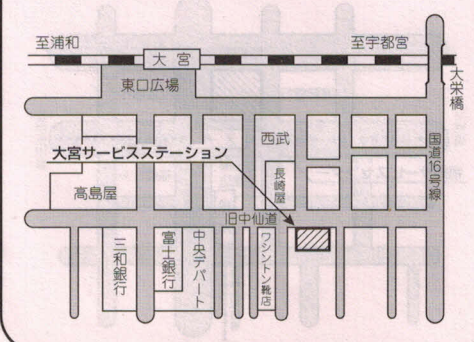 至浦和
大宮
至宇都宮
大栄橋
東口広場
西武
国道16号線
大宮サービスステーション
長崎屋
高島屋
旧中仙道
三和銀行
富士銀行
中央デパート
ワシントン靴店